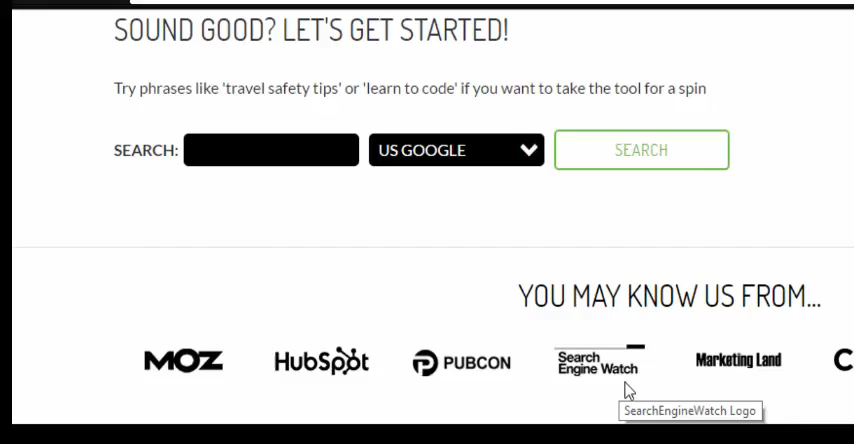 SOUND GOOD? LET'S GET STARTED!
Try phrases like 'travel safety tips' or 'learn to code' if you want to take the tool for a spin
SEARCH: US GOOGLE SEARCH
YOU MAY KNOW US FROM...
MOZ HubSpot PUBCON Search Engine Watch Marketing Land C
SearchEngineWatch Logo